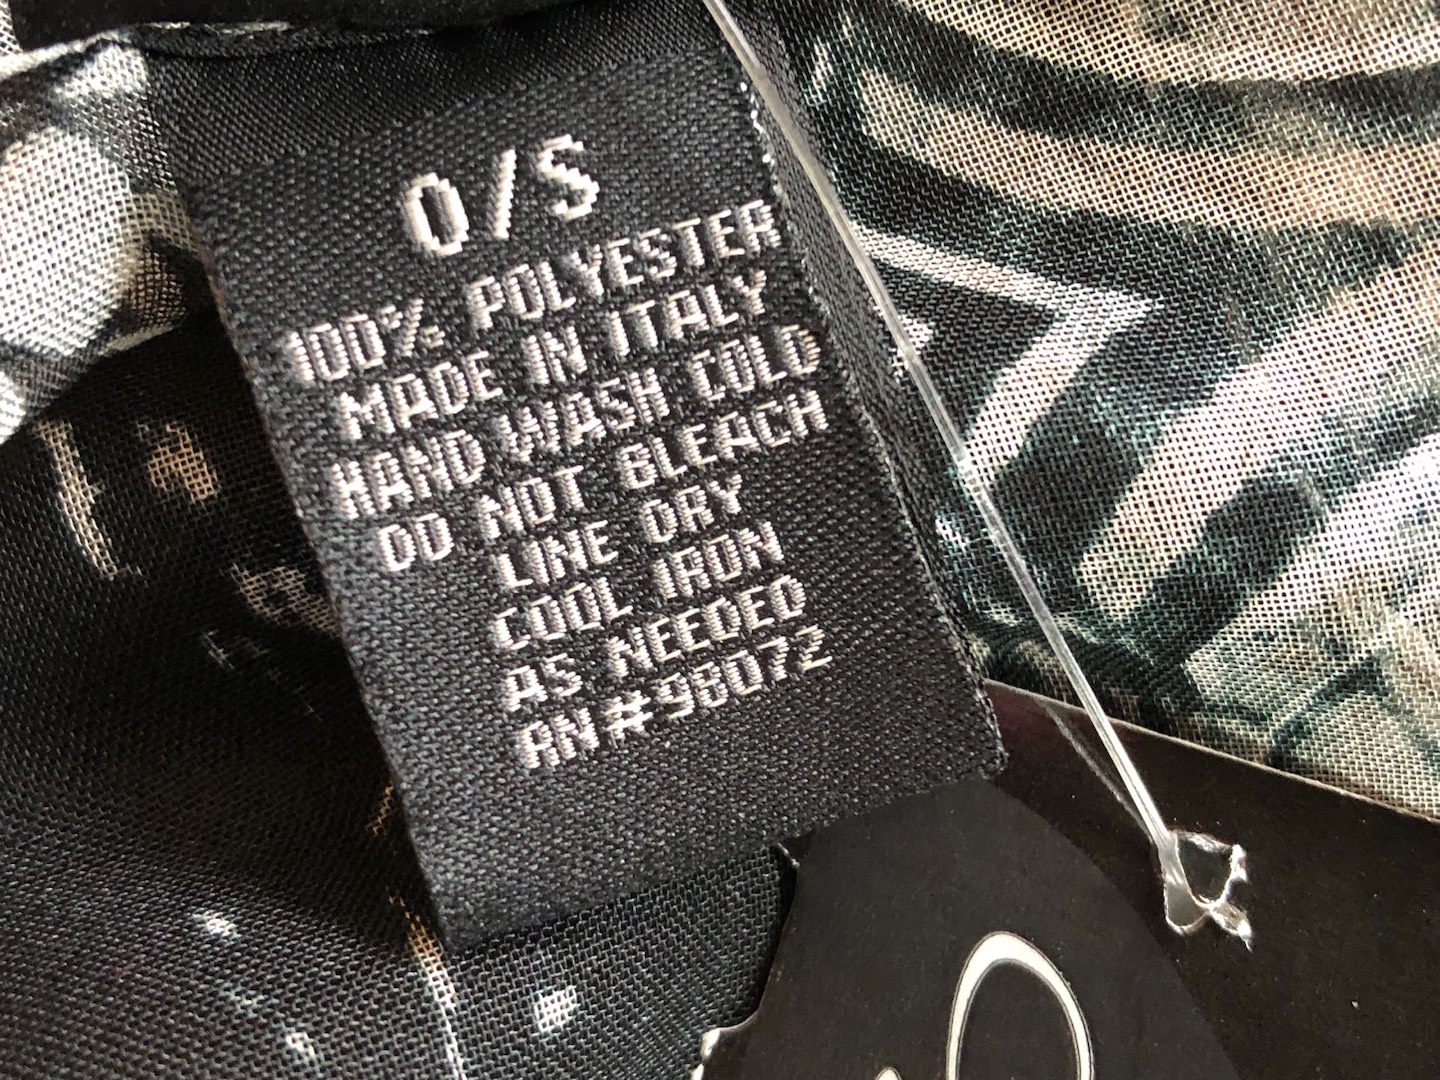 O/S
100% POLYESTER
MADE IN ITALY
HAND WASH COLD
DO NOT BLEACH
LINE DRY
COOL IRON
AS NEEDED
RN#98072